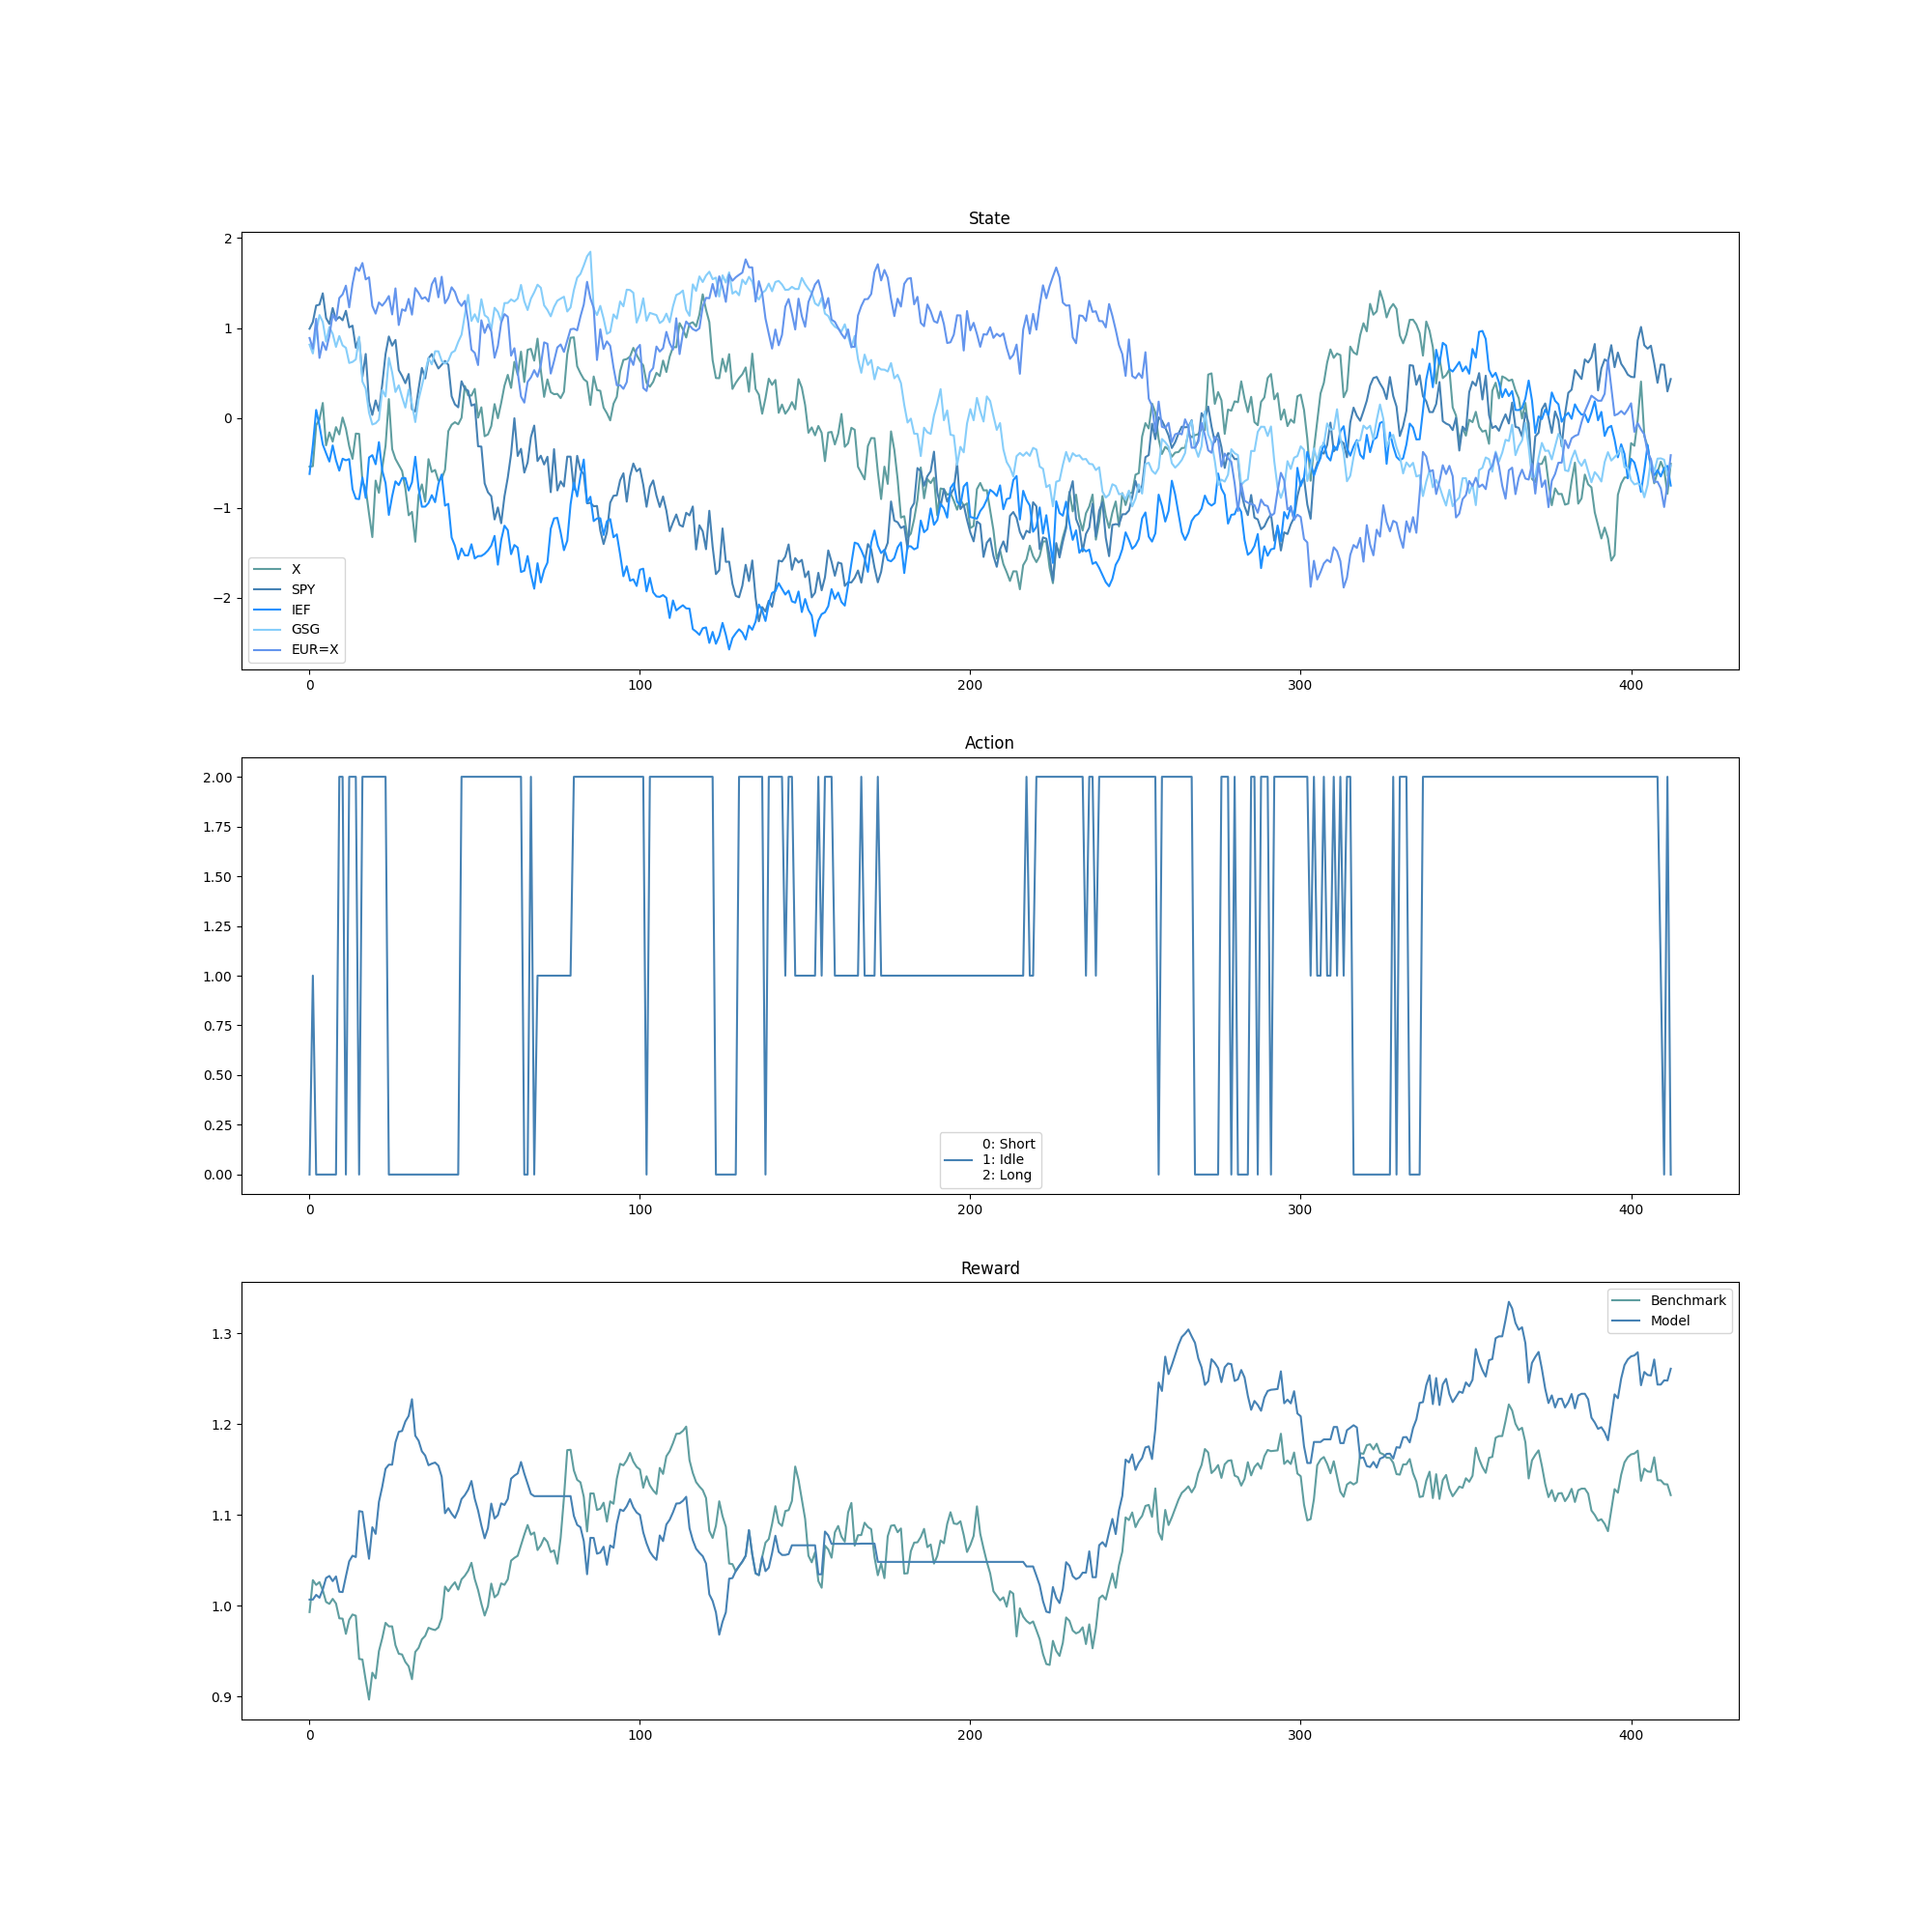 State
2
1
0
−1
−2
X
SPY
IEF
GSG
EUR=X
0 100 200 300 400
Action
2.00
1.75
1.50
1.25
1.00
0.75
0.50
0.25
0.00
0: Short
1: Idle
2: Long
0 100 200 300 400
Reward
1.3
1.2
1.1
1.0
0.9
Benchmark
Model
0 100 200 300 400